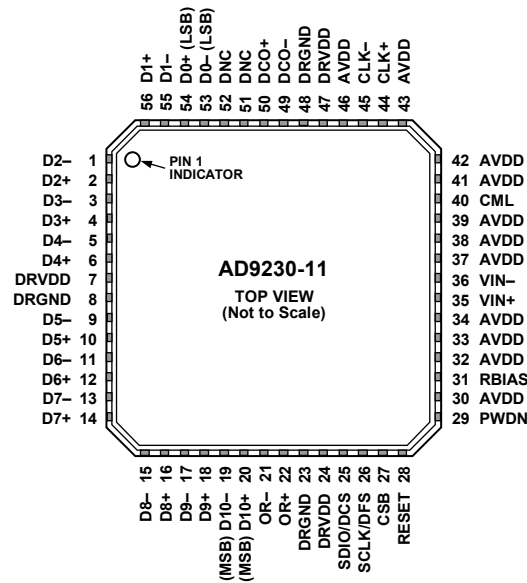 56 D1+
55 D1–
54 D0+ (LSB)
53 D0– (LSB)
52 DNC
51 DNC
50 DCO+
49 DCO–
48 DRGND
47 DRVDD
46 AVDD
45 CLK–
44 CLK+
43 AVDD
D2– 1
D2+ 2
D3– 3
D3+ 4
D4– 5
D4+ 6
DRVDD 7
DRGND 8
D5– 9
D5+ 10
D6– 11
D6+ 12
D7– 13
D7+ 14
PIN 1
INDICATOR
AD9230-11
TOP VIEW
(Not to Scale)
42 AVDD
41 AVDD
40 CML
39 AVDD
38 AVDD
37 AVDD
36 VIN–
35 VIN+
34 AVDD
33 AVDD
32 AVDD
31 RBIAS
30 AVDD
29 PWDN
D8– 15
D8+ 16
D9– 17
D9+ 18
(MSB) D10– 19
(MSB) D10+ 20
OR– 21
OR+ 22
DRGND 23
DRVDD 24
SDIO/DCS 25
SCLK/DFS 26
CSB 27
RESET 28